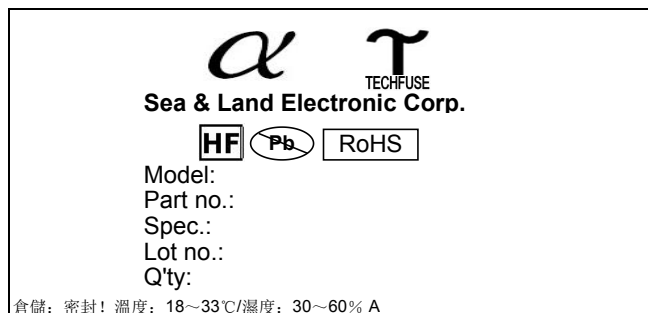 α T
TECHFUSE
Sea & Land Electronic Corp.
HF Pb RoHS
Model:
Part no.:
Spec.:
Lot no.:
Q'ty:
倉儲：密封！溫度：18～33℃/濕度：30～60% A